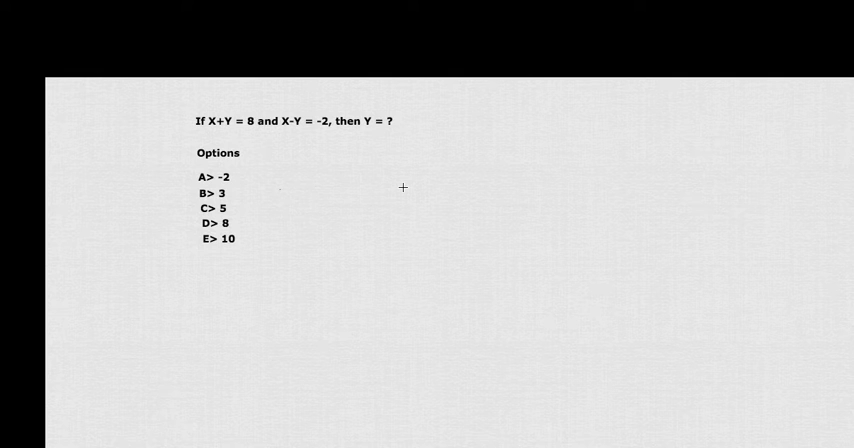 If X+Y = 8 and X-Y = -2, then Y = ?
Options
A> -2
B> 3
C> 5
D> 8
E> 10